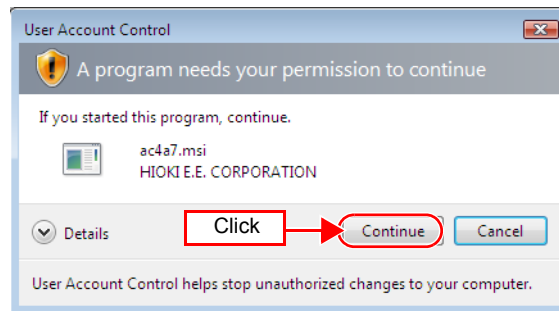 User Account Control
A program needs your permission to continue
If you started this program, continue.
ac4a7.msi
HIOKI E.E. CORPORATION
Details
Click
Continue
Cancel
User Account Control helps stop unauthorized changes to your computer.